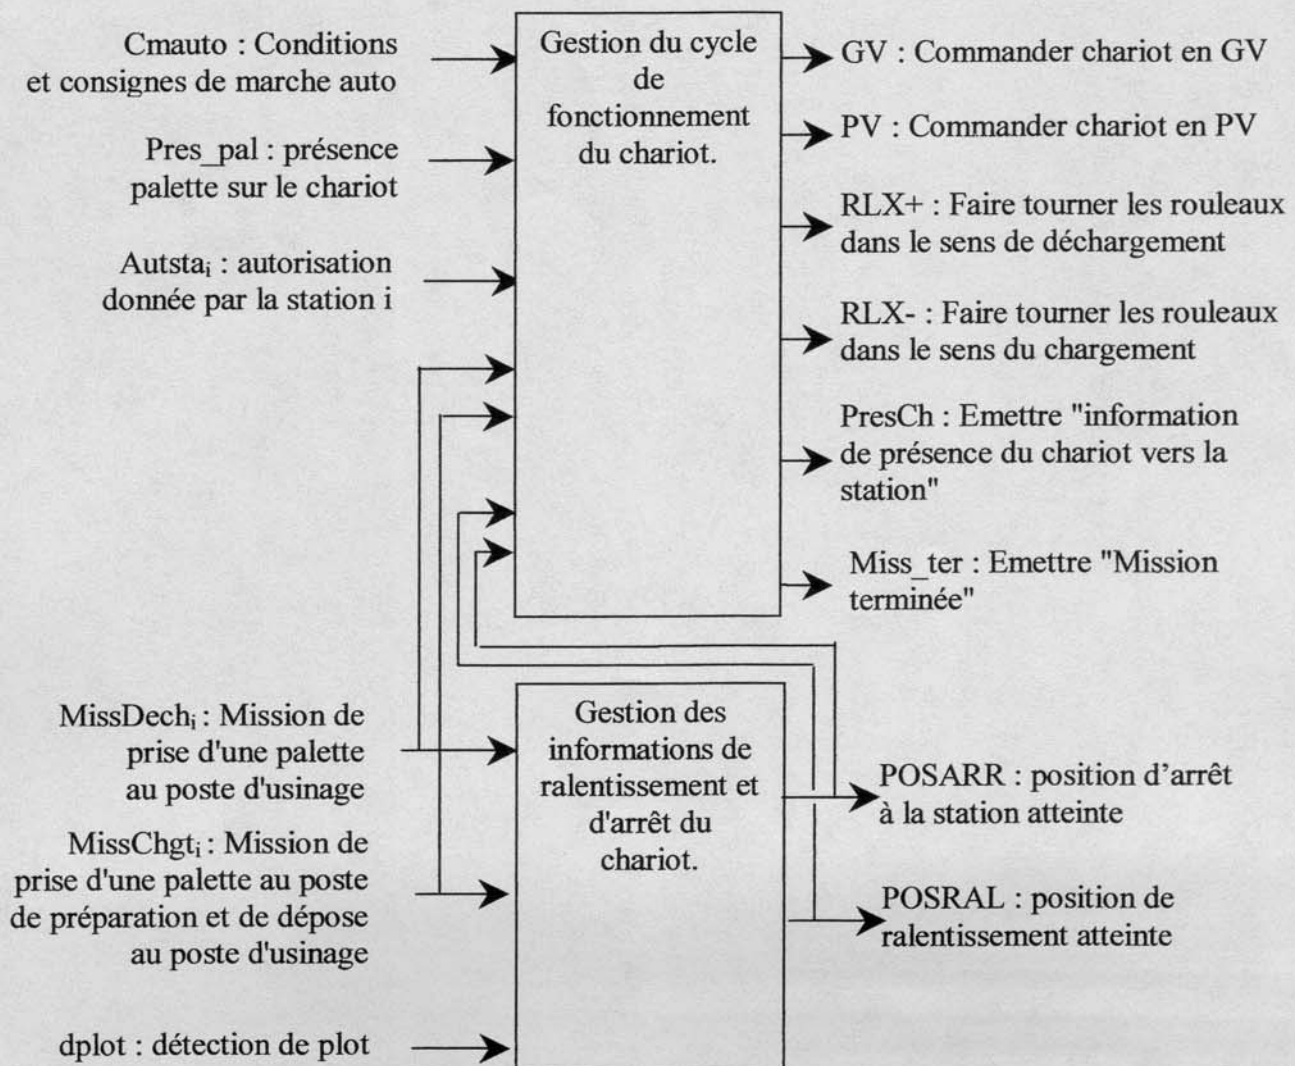 Cmauto : Conditions
et consignes de marche auto
Pres_pal : présence
palette sur le chariot
Autstai : autorisation
donnée par la station i
Gestion du cycle
de
fonctionnement
du chariot.
GV : Commander chariot en GV
PV : Commander chariot en PV
RLX+ : Faire tourner les rouleaux
dans le sens de déchargement
RLX- : Faire tourner les rouleaux
dans le sens du chargement
PresCh : Emettre "information
de présence du chariot vers la
station"
Miss_ter : Emettre "Mission
terminée"
MissDechi : Mission de
prise d'une palette
au poste d'usinage
MissChgti : Mission de
prise d'une palette au poste
de préparation et de dépose
au poste d'usinage
dplot : détection de plot
Gestion des
informations de
ralentissement et
d'arrêt du
chariot.
POSARR : position d’arrêt
à la station atteinte
POSRAL : position de
ralentissement atteinte